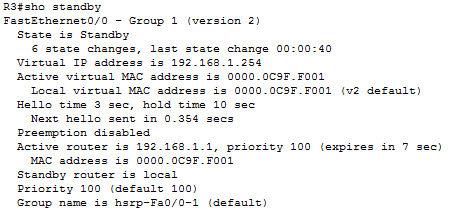 R3#sho standby
FastEthernet0/0 - Group 1 (version 2)
State is Standby
6 state changes, last state change 00:00:40
Virtual IP address is 192.168.1.254
Active virtual MAC address is 0000.0C9F.F001
Local virtual MAC address is 0000.0C9F.F001 (v2 default)
Hello time 3 sec, hold time 10 sec
Next hello sent in 0.354 secs
Preemption disabled
Active router is 192.168.1.1, priority 100 (expires in 7 sec)
MAC address is 0000.0C9F.F001
Standby router is local
Priority 100 (default 100)
Group name is hsrp-Fa0/0-1 (default)